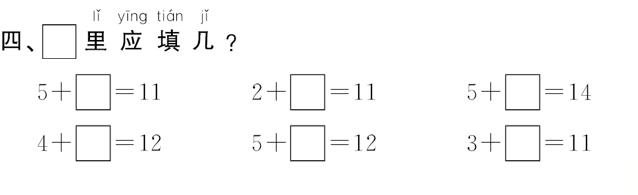 lǐ yīng tián jǐ
四、□里应填几？
5+□=11 2+□=11 5+□=14
4+□=12 5+□=12 3+□=11